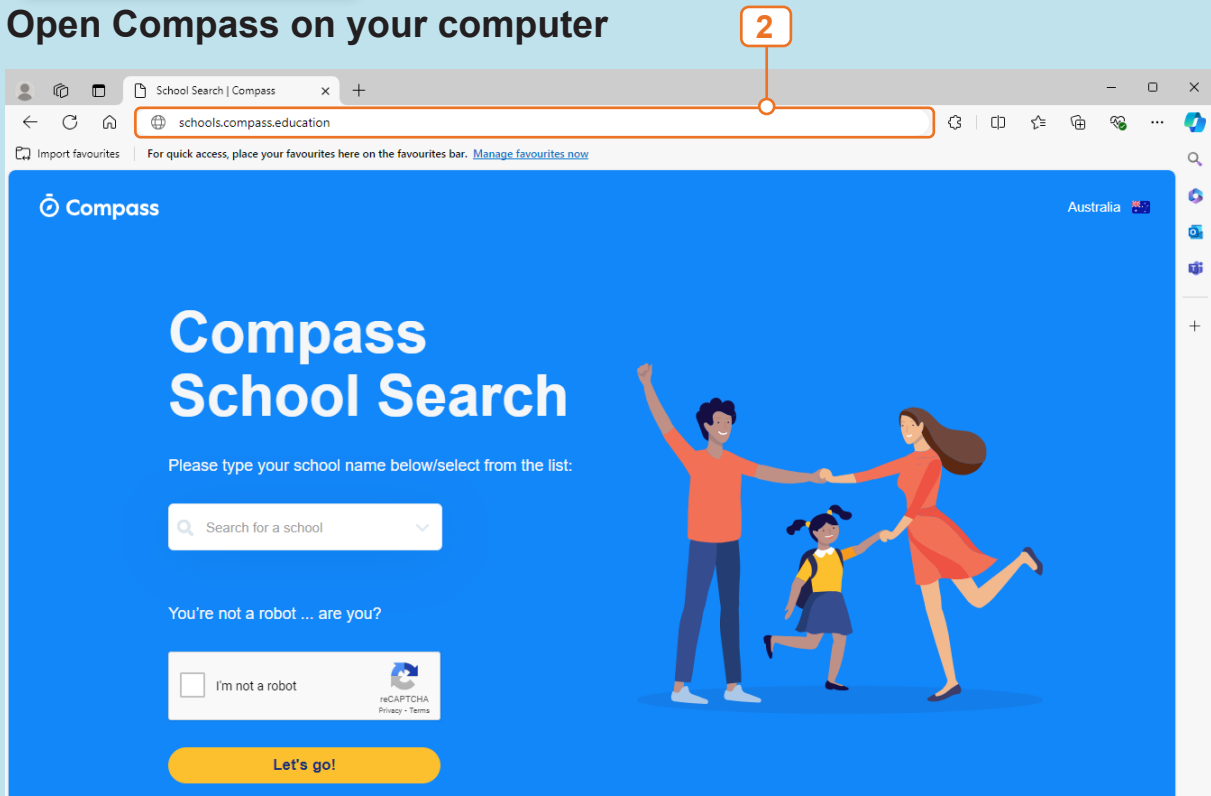 Open Compass on your computer
2
School Search | Compass
schools.compass.education
Import favourites
For quick access, place your favourites here on the favourites bar. Manage favourites now
Compass
Australia
Compass
School Search
Please type your school name below/select from the list:
Search for a school
You're not a robot ... are you?
I'm not a robot
reCAPTCHA
Privacy - Terms
Let's go!